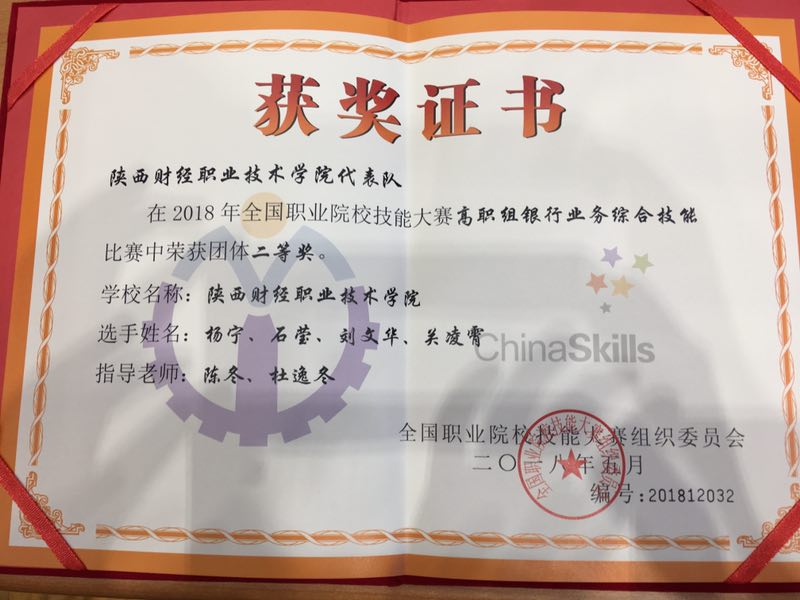 获奖证书
陕西财经职业技术学院代表队
在2018年全国职业院校技能大赛高职组银行业务综合技能
比赛中荣获团体二等奖。
学校名称：陕西财经职业技术学院
选手姓名：杨宁、石莹、刘文华、关凌霄
ChinaSkills
指导老师：陈冬、杜逸冬
全国职业院校技能大赛组织委员会
二〇一八年五月
编号:201812032